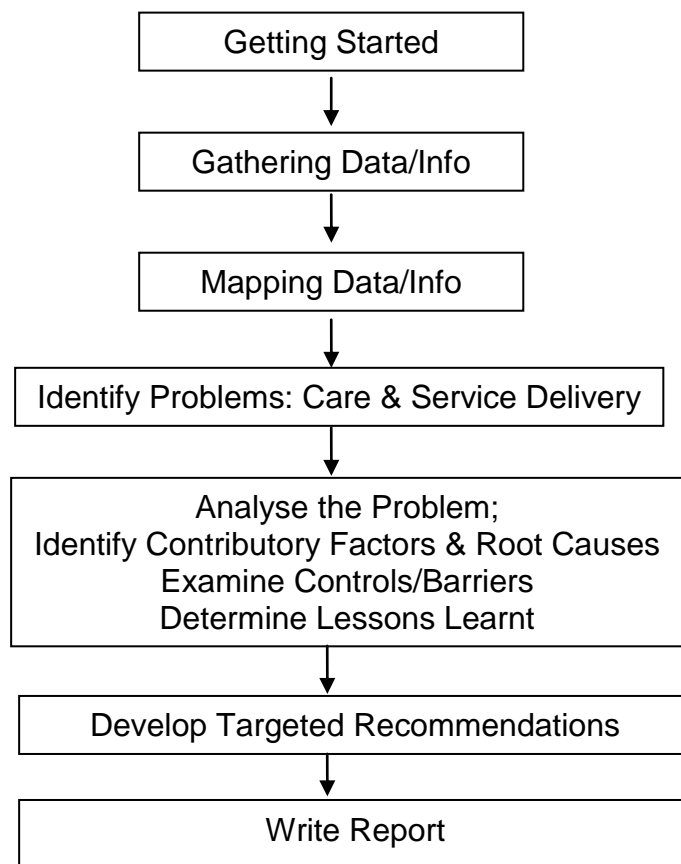 Getting Started
Gathering Data/Info
Mapping Data/Info
Identify Problems: Care & Service Delivery
Analyse the Problem;
Identify Contributory Factors & Root Causes
Examine Controls/Barriers
Determine Lessons Learnt
Develop Targeted Recommendations
Write Report